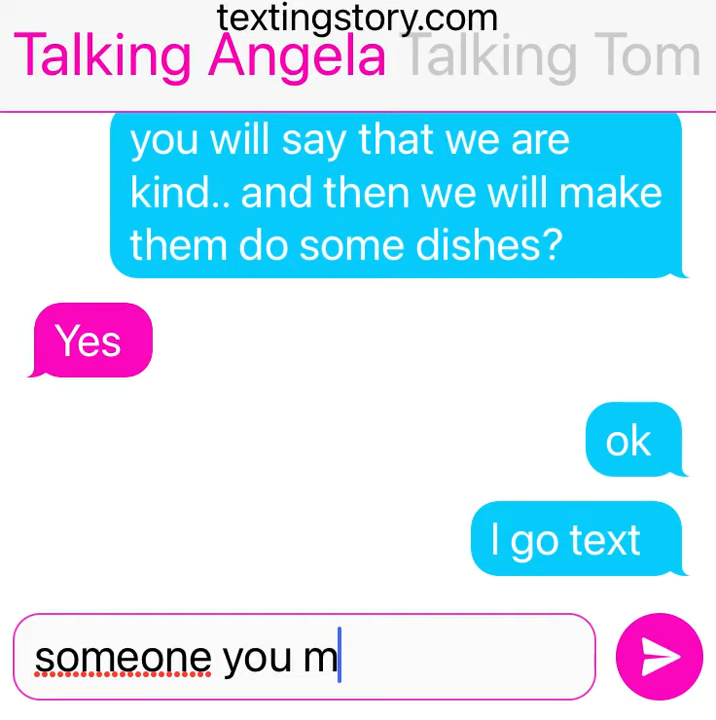 textingstory.com
Talking Angela Talking Tom
you will say that we are
kind.. and then we will make
them do some dishes?
Yes
ok
I go text
someone you m